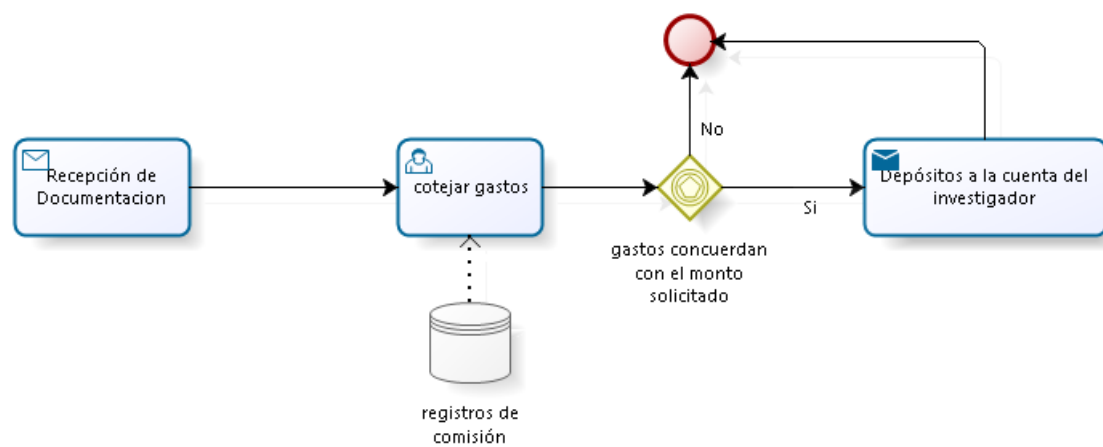 Recepción de
Documentacion
cotejar gastos
No
Si
gastos concuerdan
con el monto
solicitado
Depósitos a la cuenta del
investigador
registros de
comisión